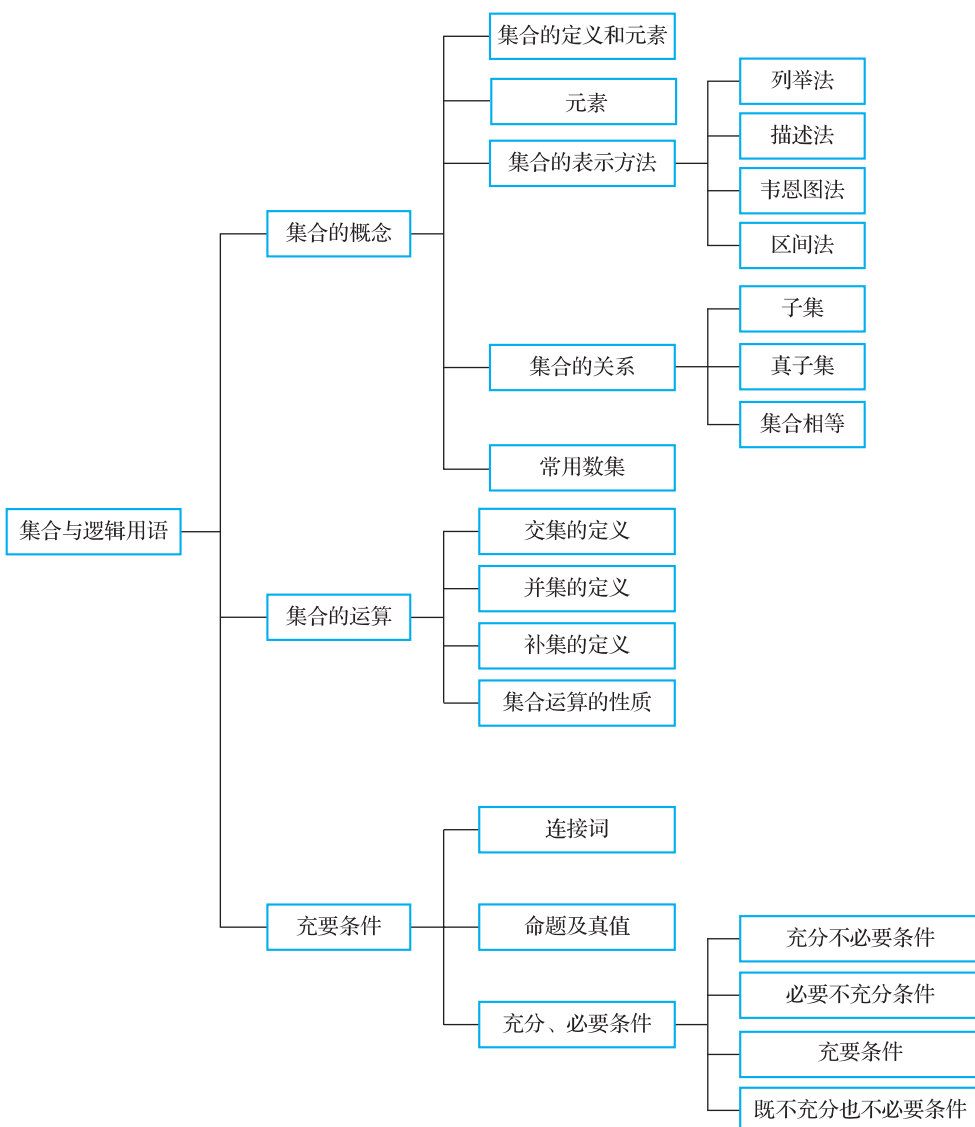 集合与逻辑用语
集合的概念
集合的定义和元素
元素
集合的表示方法
列举法
描述法
韦恩图法
区间法
集合的关系
子集
真子集
集合相等
常用数集
集合的运算
交集的定义
并集的定义
补集的定义
集合运算的性质
充要条件
连接词
命题及真值
充分、必要条件
充分不必要条件
必要不充分条件
充要条件
既不充分也不必要条件